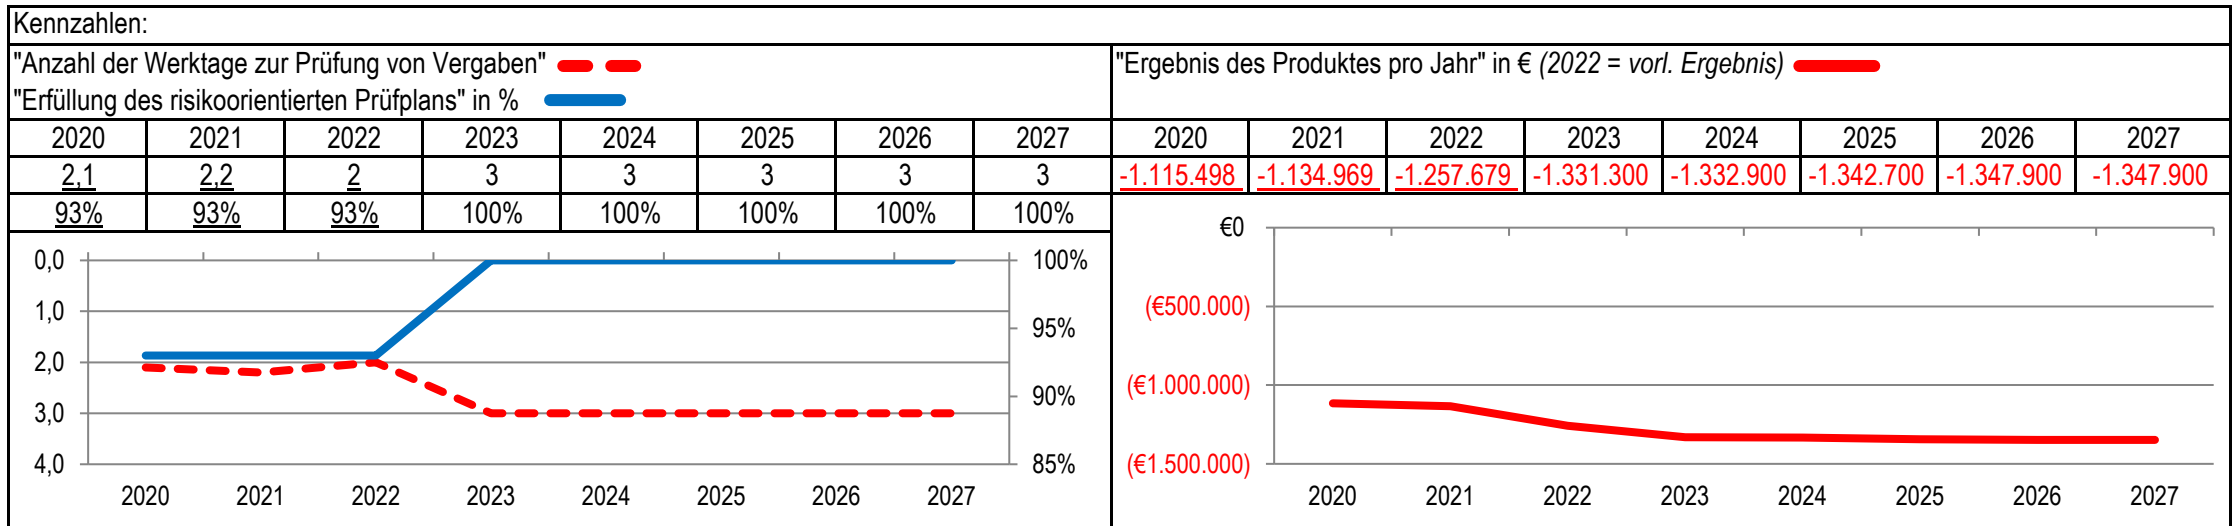 Kennzahlen:
"Anzahl der Werktage zur Prüfung von Vergaben"
"Erfüllung des risikoorientierten Prüfplans" in %
"Ergebnis des Produktes pro Jahr" in € (2022 = vorl. Ergebnis)
2020 2021 2022 2023 2024 2025 2026 2027
2,1 2,2 2 3 3 3 3 3
93% 93% 93% 100% 100% 100% 100% 100%
2020 2021 2022 2023 2024 2025 2026 2027
-1.115.498 -1.134.969 -1.257.679 -1.331.300 -1.332.900 -1.342.700 -1.347.900 -1.347.900
0,0 100%
1,0
95%
2,0
90%
3,0
4,0 85%
2020 2021 2022 2023 2024 2025 2026 2027
€0
(€500.000)
(€1.000.000)
(€1.500.000)
2020 2021 2022 2023 2024 2025 2026 2027